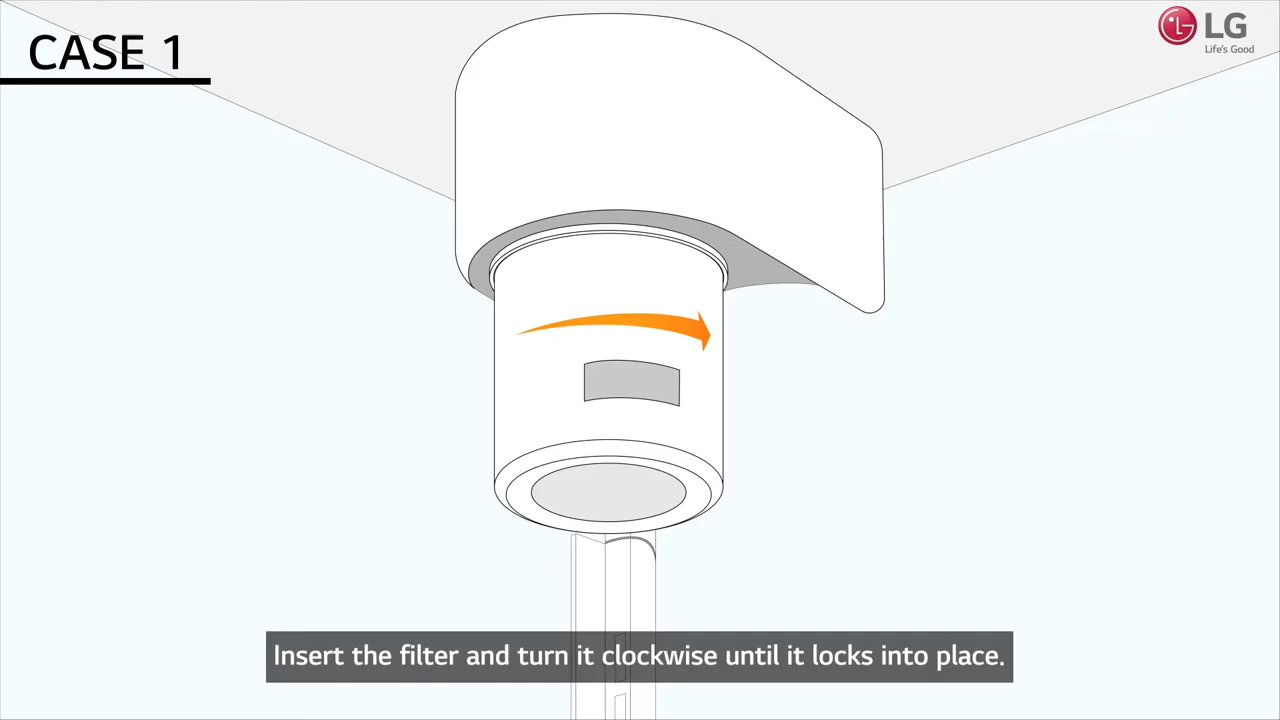 CASE 1
LG
Life's Good
Insert the filter and turn it clockwise until it locks into place.